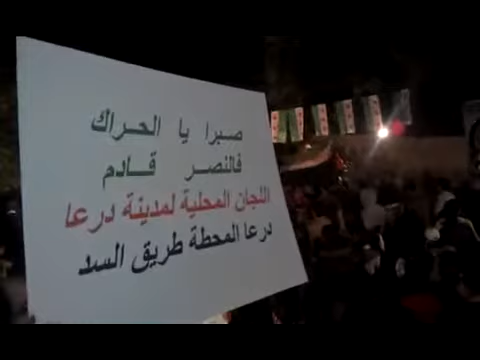 صبرا يا الحراك
فالنصر قادم
اللجان المحلية لمدينة درعا
درعا المحطة طريق السد